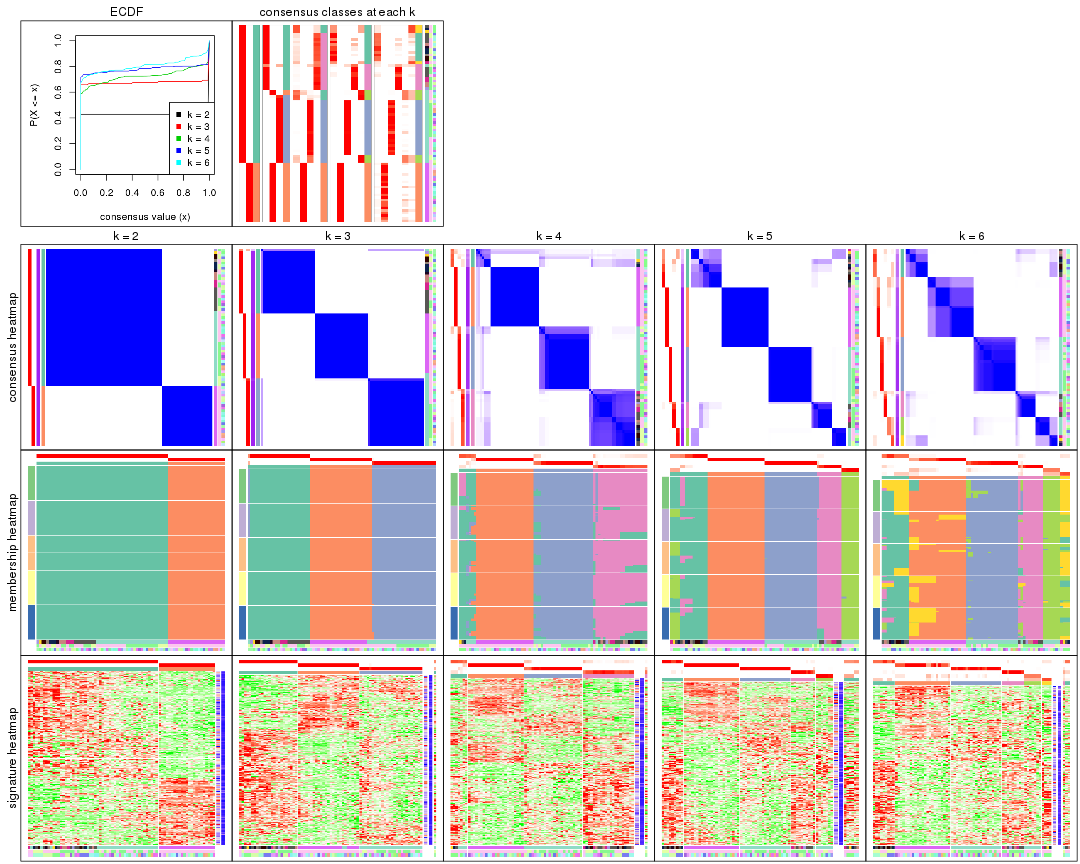 ECDF
consensus classes at each k
P(X <= x)
0.0
0.2
0.4
0.6
0.8
1.0
k = 2
k = 3
k = 4
k = 5
k = 6
0.0 0.2 0.4 0.6 0.8 1.0
consensus value (x)
k = 2
k = 3
k = 4
k = 5
k = 6
consensus heatmap
membership heatmap
signature heatmap